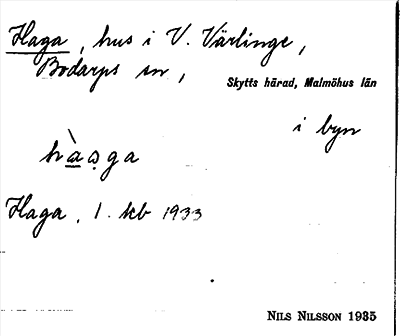 Haga, hus i V. Värlinge,
Bodarps sn,
Skytts härad, Malmöhus län
i byn
hàa̤ga
Haga, 1. kb 1933
NILS NILSSON 1935